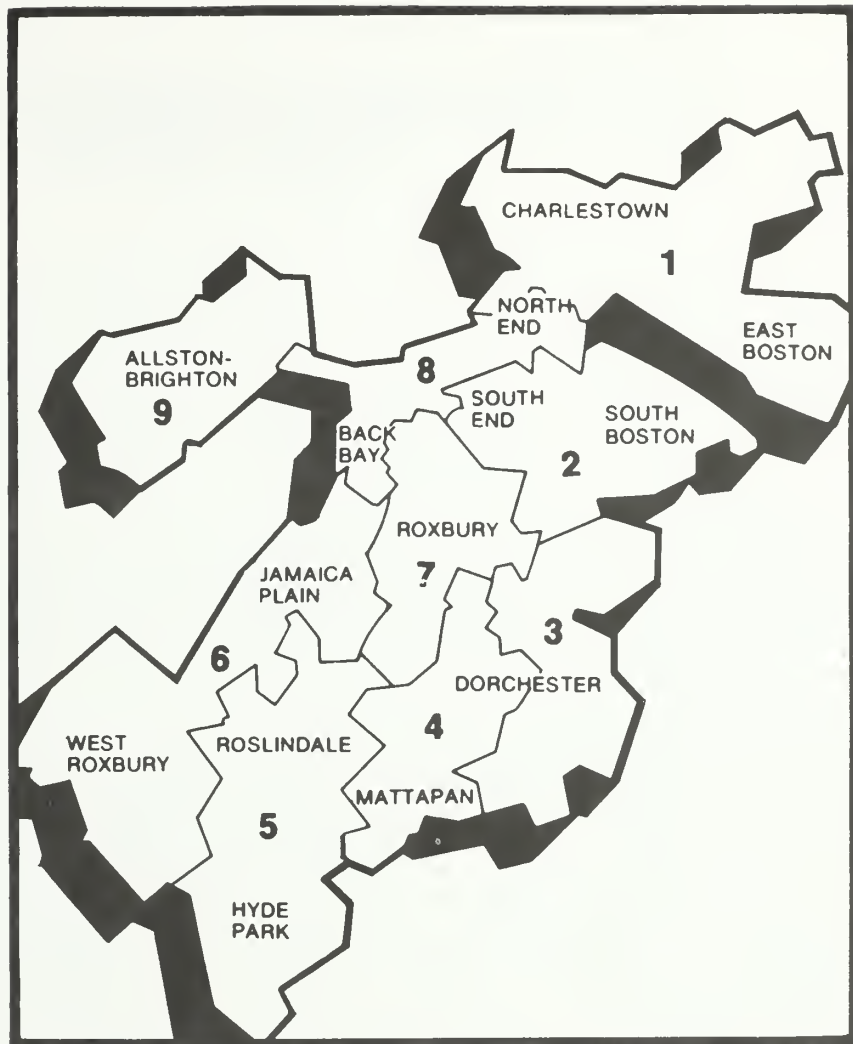 CHARLESTOWN
1
NORTH
END
EAST
BOSTON
ALLSTON-
BRIGHTON
9
8
SOUTH
END
SOUTH
BOSTON
BACK
BAY
2
ROXBURY
7
JAMAICA
PLAIN
3
6
DORCHESTER
WEST
ROXBURY
ROSLINDALE
4
MATTAPAN
5
HYDE
PARK